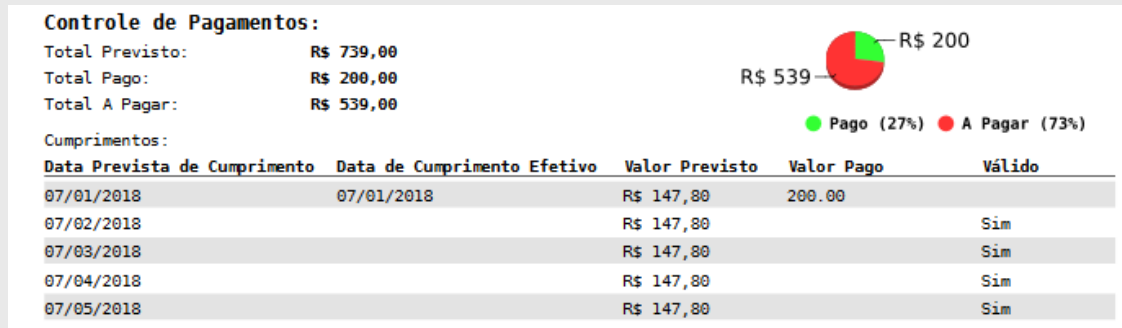 Controle de Pagamentos:
Total Previsto: R$ 739,00
Total Pago: R$ 200,00
Total A Pagar: R$ 539,00
R$ 200
R$ 539
Pago (27%) A Pagar (73%)
Cumprimentos:
Data Prevista de Cumprimento Data de Cumprimento Efetivo Valor Previsto Valor Pago Válido
07/01/2018 07/01/2018 R$ 147,80 200.00
07/02/2018 R$ 147,80 Sim
07/03/2018 R$ 147,80 Sim
07/04/2018 R$ 147,80 Sim
07/05/2018 R$ 147,80 Sim